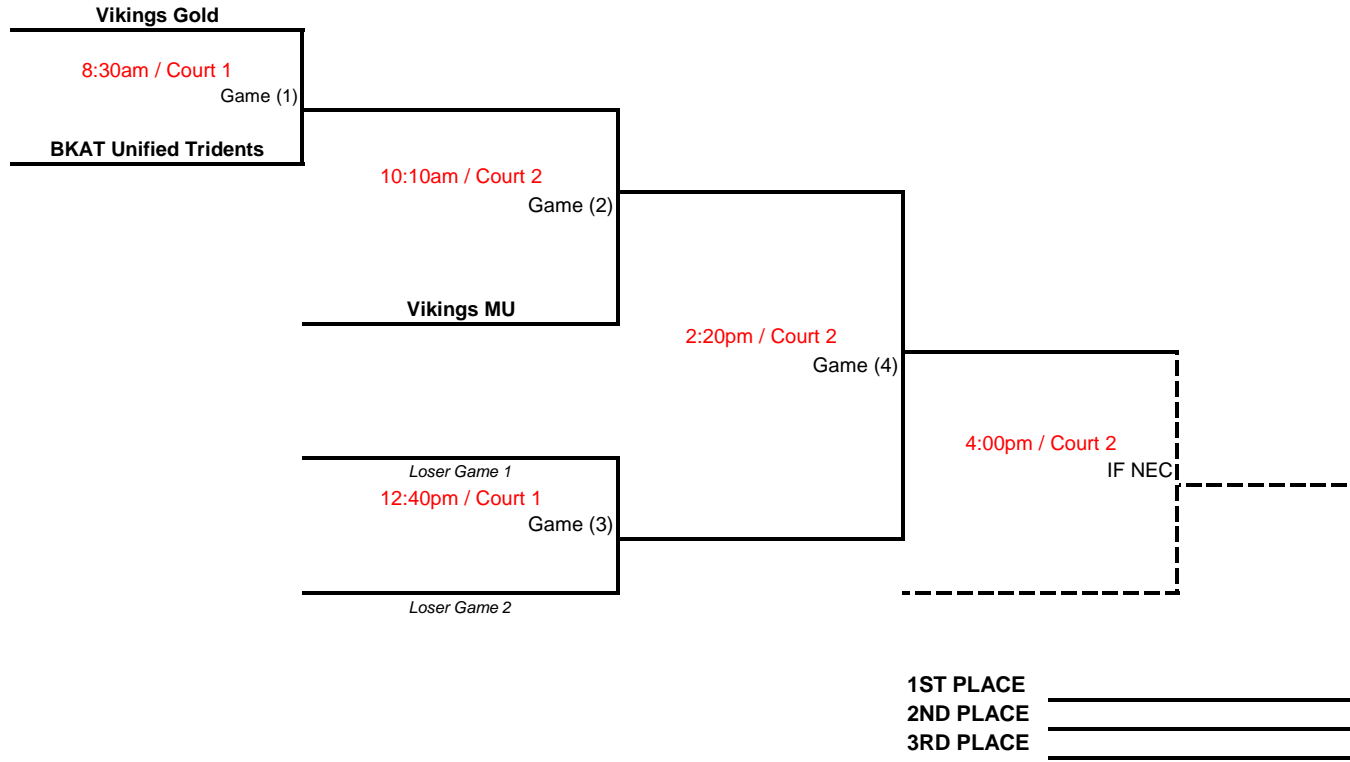 Vikings Gold
8:30am / Court 1
Game (1)
BKAT Unified Tridents
10:10am / Court 2
Game (2)
Vikings MU
2:20pm / Court 2
Game (4)
4:00pm / Court 2
IF NEC
Loser Game 1
12:40pm / Court 1
Game (3)
Loser Game 2
1ST PLACE
2ND PLACE
3RD PLACE